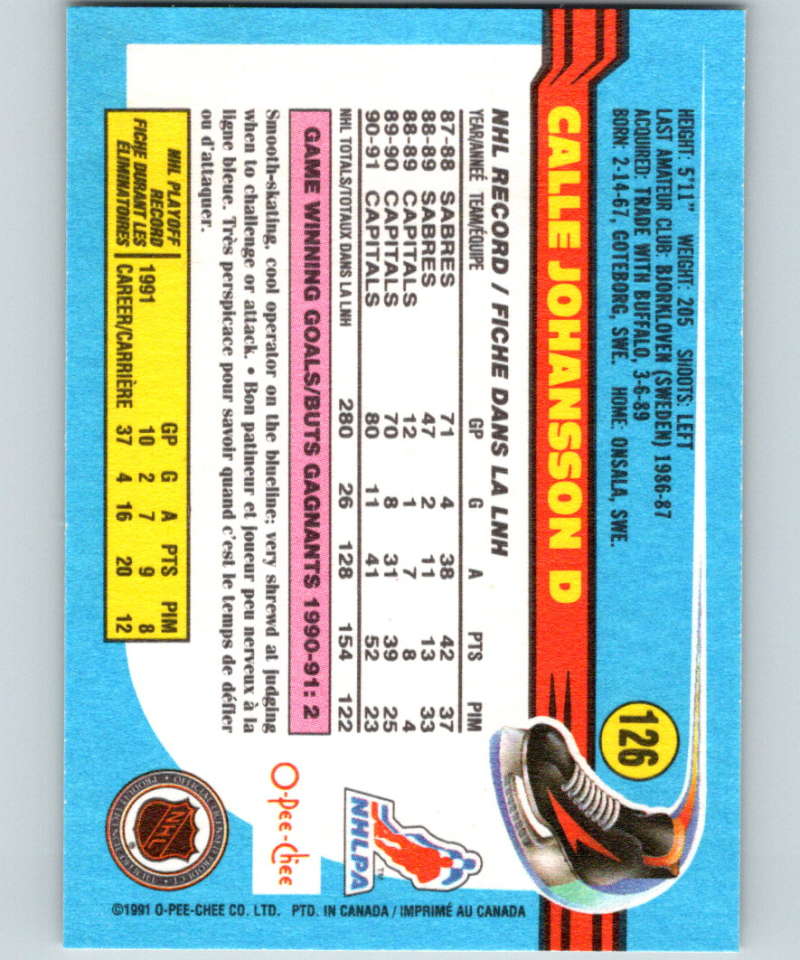 126
HEIGHT: 5'11" WEIGHT: 205 SHOOTS: LEFT
LAST AMATEUR CLUB: BJORKLOVEN (SWEDEN) 1986-87
ACQUIRED: TRADE WITH BUFFALO, 3-6-89
BORN: 2-14-67, GOTEBORG, SWE. HOME: ONSALA, SWE.
CALLE JOHANSSON D
NHL RECORD / FICHE DANS LA LNH
YEAR/ANNÉE TEAM/ÉQUIPE GP G A PTS PIM
87-88 SABRES 71 4 38 42 37
88-89 SABRES 47 2 11 13 33
88-89 CAPITALS 12 1 7 8 4
89-90 CAPITALS 70 8 31 39 25
90-91 CAPITALS 80 11 41 52 23
NHL TOTALS/TOTAUX DANS LA LNH 280 26 128 154 122
GAME WINNING GOALS/BUTS GAGNANTS 1990-91: 2
Smooth-skating, cool operator on the blueline; very shrewd at judging
when to challenge or attack. • Bon patineur et joueur peu nerveux à la
ligne bleue. Très perspicace pour savoir quand c'est le temps de défier
ou d'attaquer.
NHL PLAYOFF
RECORD
FICHE DURANT LES
ÉLIMINATOIRES
GP G A PTS PIM
1991 10 2 7 9 8
CAREER/CARRIÈRE 37 4 16 20 12
NHLPA
TM
O-Pee-Chee
NHL
®
©1991 O-PEE-CHEE CO. LTD. PTD. IN CANADA / IMPRIMÉ AU CANADA